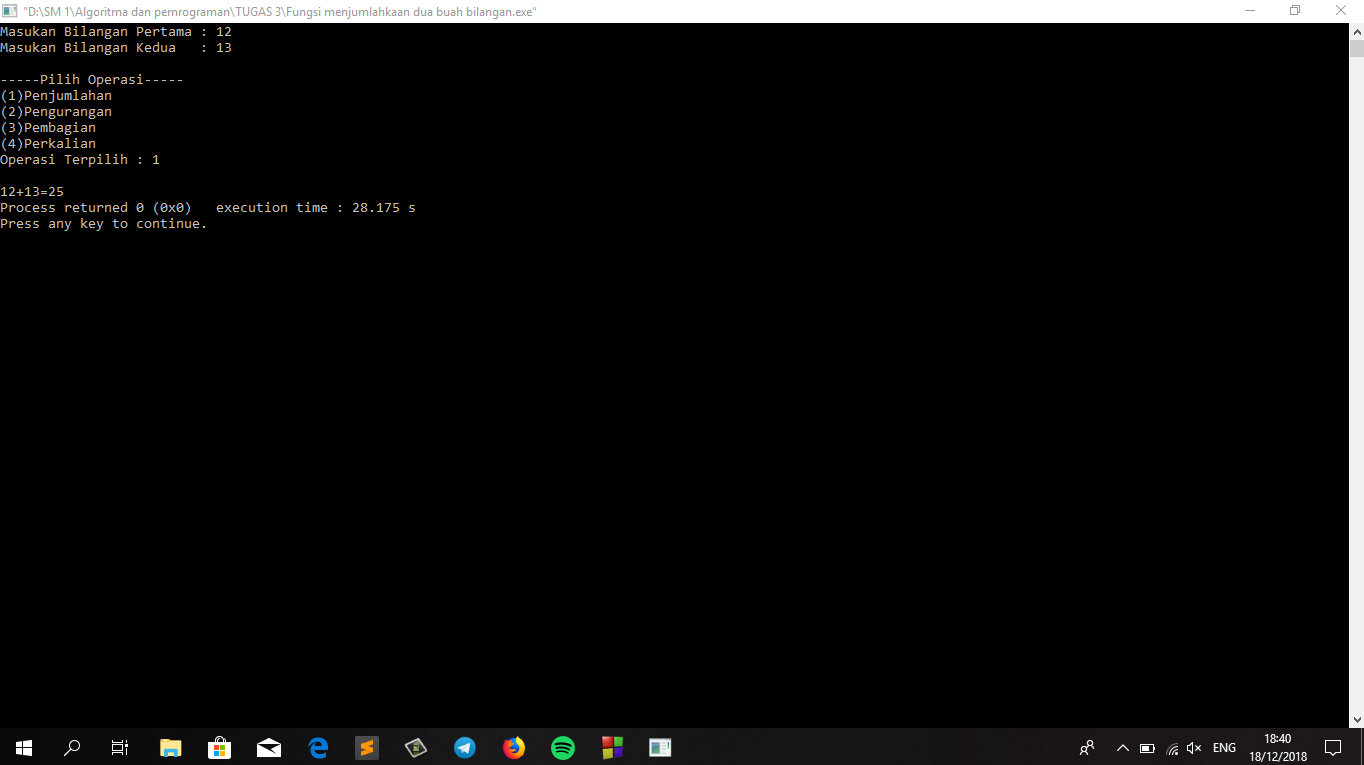 "D:\SM 1\Algoritma dan pemrograman\TUGAS 3\Fungsi menjumlahkaan dua buah bilangan.exe"
Masukan Bilangan Pertama : 12
Masukan Bilangan Kedua   : 13
-----Pilih Operasi-----
(1)Penjumlahan
(2)Pengurangan
(3)Pembagian
(4)Perkalian
Operasi Terpilih : 1
12+13=25
Process returned 0 (0x0)   execution time : 28.175 s
Press any key to continue.
ENG
18:40
18/12/2018